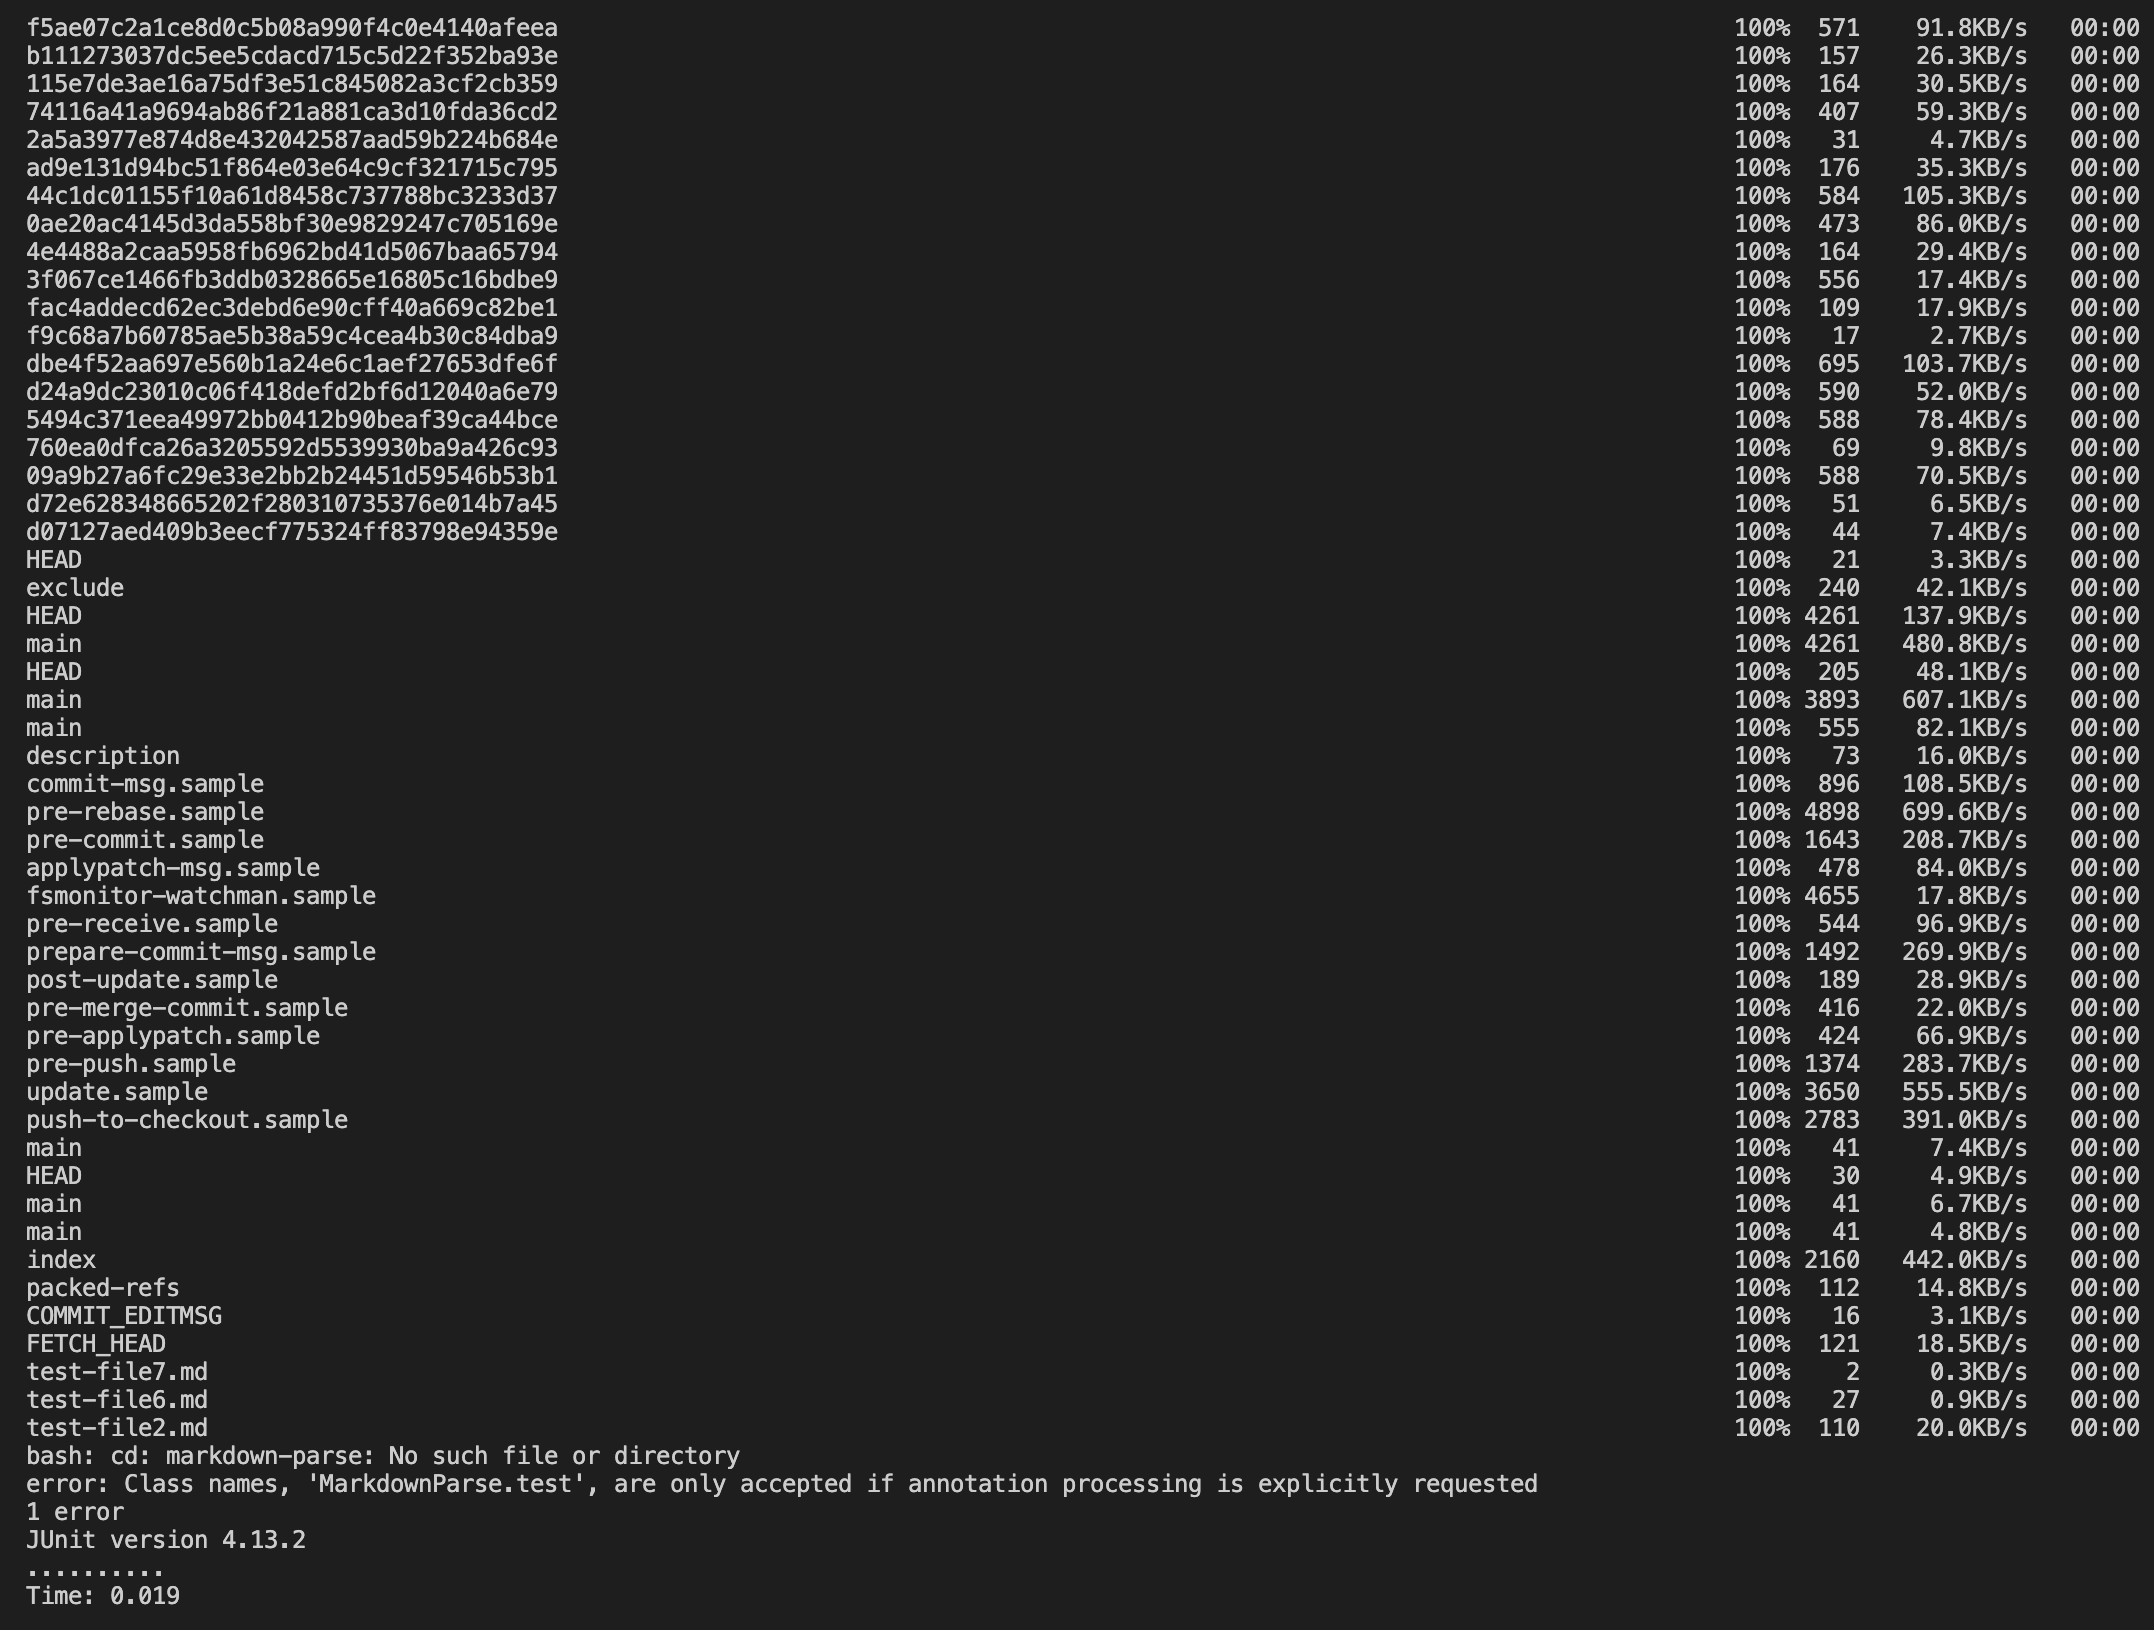 f5ae07c2a1ce8d0c5b08a990f4c0e4140afeea 100% 571 91.8KB/s 00:00
b111273037dc5ee5cdacd715c5d22f352ba93e 100% 157 26.3KB/s 00:00
115e7de3ae16a75df3e51c845082a3cf2cb359 100% 164 30.5KB/s 00:00
74116a41a9694ab86f21a881ca3d10fda36cd2 100% 407 59.3KB/s 00:00
2a5a3977e874d8e432042587aad59b224b684e 100% 31 4.7KB/s 00:00
ad9e131d94bc51f864e03e64c9cf321715c795 100% 176 35.3KB/s 00:00
44c1dc01155f10a61d8458c737788bc3233d37 100% 584 105.3KB/s 00:00
0ae20ac4145d3da558bf30e9829247c705169e 100% 473 86.0KB/s 00:00
4e4488a2caa5958fb6962bd41d5067baa65794 100% 164 29.4KB/s 00:00
3f067ce1466fb3ddb0328665e16805c16bdbe9 100% 556 17.4KB/s 00:00
fac4addecd62ec3debd6e90cff40a669c82be1 100% 109 17.9KB/s 00:00
f9c68a7b60785ae5b38a59c4cea4b30c84dba9 100% 17 2.7KB/s 00:00
dbe4f52aa697e560b1a24e6c1aef27653dfe6f 100% 695 103.7KB/s 00:00
d24a9dc23010c06f418defd2bf6d12040a6e79 100% 590 52.0KB/s 00:00
5494c371eea49972bb0412b90beaf39ca44bce 100% 588 78.4KB/s 00:00
760ea0dfca26a3205592d5539930ba9a426c93 100% 69 9.8KB/s 00:00
09a9b27a6fc29e33e2bb2b24451d59546b53b1 100% 588 70.5KB/s 00:00
d72e628348665202f280310735376e014b7a45 100% 51 6.5KB/s 00:00
d07127aed409b3eecf775324ff83798e94359e 100% 44 7.4KB/s 00:00
HEAD 100% 21 3.3KB/s 00:00
exclude 100% 240 42.1KB/s 00:00
HEAD 100% 4261 137.9KB/s 00:00
main 100% 4261 480.8KB/s 00:00
HEAD 100% 205 48.1KB/s 00:00
main 100% 3893 607.1KB/s 00:00
main 100% 555 82.1KB/s 00:00
description 100% 73 16.0KB/s 00:00
commit-msg.sample 100% 896 108.5KB/s 00:00
pre-rebase.sample 100% 4898 699.6KB/s 00:00
pre-commit.sample 100% 1643 208.7KB/s 00:00
applypatch-msg.sample 100% 478 84.0KB/s 00:00
fsmonitor-watchman.sample 100% 4655 17.8KB/s 00:00
pre-receive.sample 100% 544 96.9KB/s 00:00
prepare-commit-msg.sample 100% 1492 269.9KB/s 00:00
post-update.sample 100% 189 28.9KB/s 00:00
pre-merge-commit.sample 100% 416 22.0KB/s 00:00
pre-applypatch.sample 100% 424 66.9KB/s 00:00
pre-push.sample 100% 1374 283.7KB/s 00:00
update.sample 100% 3650 555.5KB/s 00:00
push-to-checkout.sample 100% 2783 391.0KB/s 00:00
main 100% 41 7.4KB/s 00:00
HEAD 100% 30 4.9KB/s 00:00
main 100% 41 6.7KB/s 00:00
main 100% 41 4.8KB/s 00:00
index 100% 2160 442.0KB/s 00:00
packed-refs 100% 112 14.8KB/s 00:00
COMMIT_EDITMSG 100% 16 3.1KB/s 00:00
FETCH_HEAD 100% 121 18.5KB/s 00:00
test-file7.md 100% 2 0.3KB/s 00:00
test-file6.md 100% 27 0.9KB/s 00:00
test-file2.md 100% 110 20.0KB/s 00:00
bash: cd: markdown-parse: No such file or directory
error: Class names, 'MarkdownParse.test', are only accepted if annotation processing is explicitly requested
1 error
JUnit version 4.13.2
..........
Time: 0.019